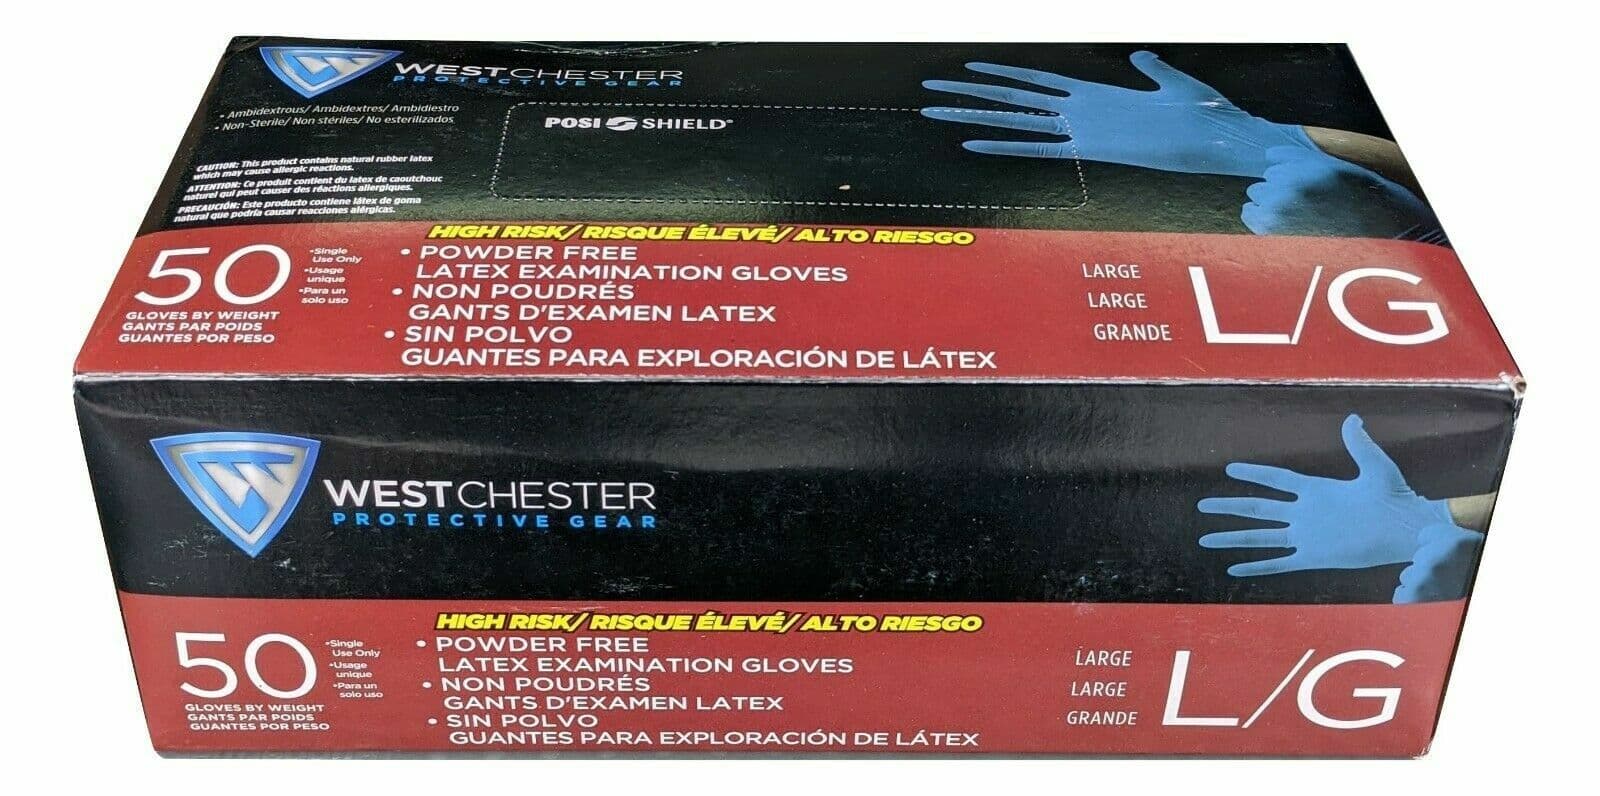 WESTCHESTER
PROTECTIVE GEAR
• Ambidextrous/ Ambidextres/ Ambidiestro
• Non-Sterile/ Non stériles/ No esterilizados
POSI SHIELD®
CAUTION: This product contains natural rubber latex
which may cause allergic reactions.
ATTENTION: Ce produit contient du latex de caoutchouc
naturel qui peut causer des réactions allergiques.
PRECAUCIÓN: Este producto contiene látex de goma
natural que podría causar reacciones alérgicas.
HIGH RISK/ RISQUE ÉLEVÉ/ ALTO RIESGO
50
•Single
Use Only
•Usage
unique
•Para un
solo uso
GLOVES BY WEIGHT
GANTS PAR POIDS
GUANTES POR PESO
• POWDER FREE
LATEX EXAMINATION GLOVES
• NON POUDRÉS
GANTS D'EXAMEN LATEX
• SIN POLVO
GUANTES PARA EXPLORACIÓN DE LÁTEX
LARGE
LARGE
GRANDE
L/G
WESTCHESTER
PROTECTIVE GEAR
HIGH RISK/ RISQUE ÉLEVÉ/ ALTO RIESGO
50
•Single
Use Only
•Usage
unique
•Para un
solo uso
GLOVES BY WEIGHT
GANTS PAR POIDS
GUANTES POR PESO
• POWDER FREE
LATEX EXAMINATION GLOVES
• NON POUDRÉS
GANTS D'EXAMEN LATEX
• SIN POLVO
GUANTES PARA EXPLORACIÓN DE LÁTEX
LARGE
LARGE
GRANDE
L/G